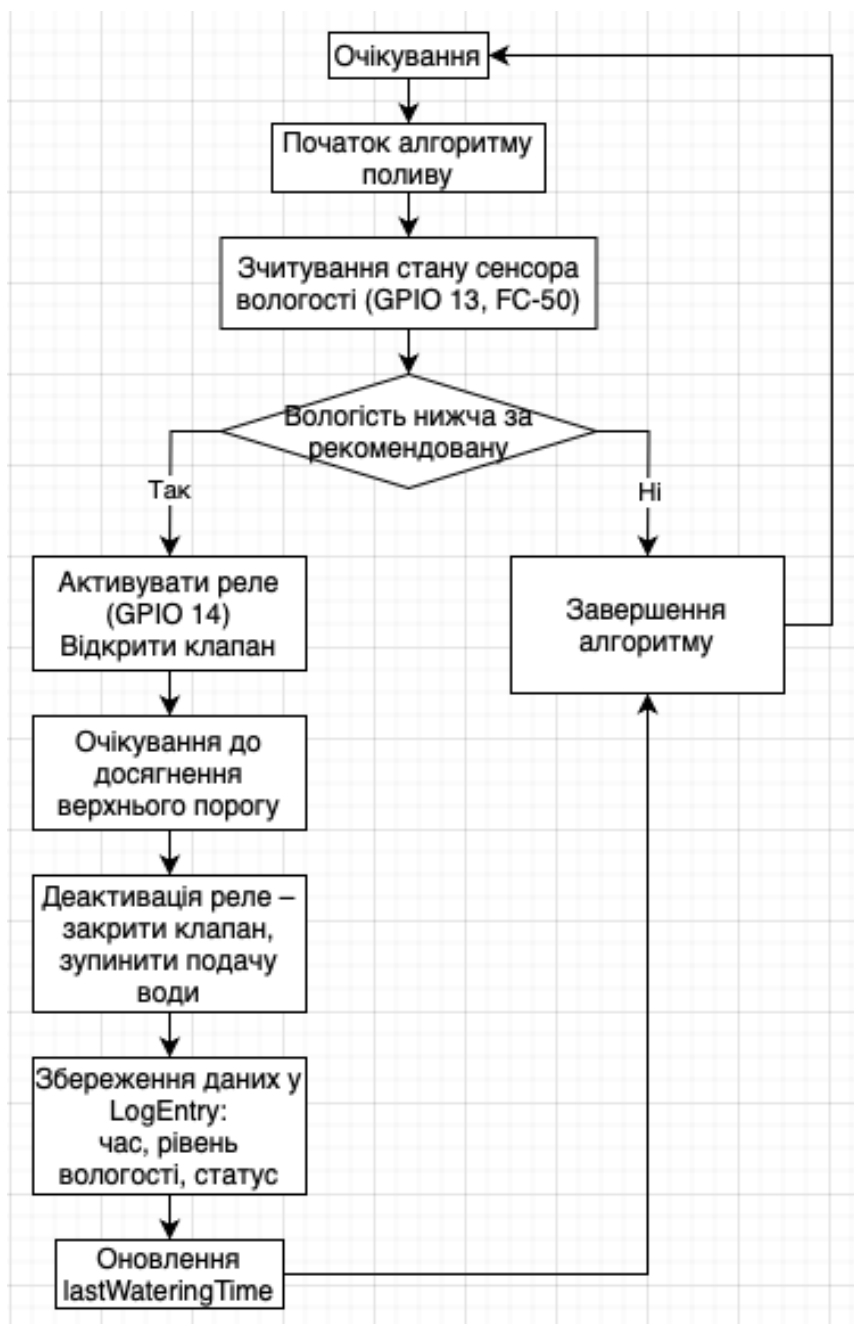 Очікування
Початок алгоритму
поливу
Зчитування стану сенсора
вологості (GPIO 13, FC-50)
Вологість нижча за
рекомендовану
Так
Ні
Активувати реле
(GPIO 14)
Відкрити клапан
Завершення
алгоритму
Очікування до
досягнення
верхнього порогу
Деактивація реле –
закрити клапан,
зупинити подачу
води
Збереження даних у
LogEntry:
час, рівень
вологості, статус
Оновлення
lastWateringTime